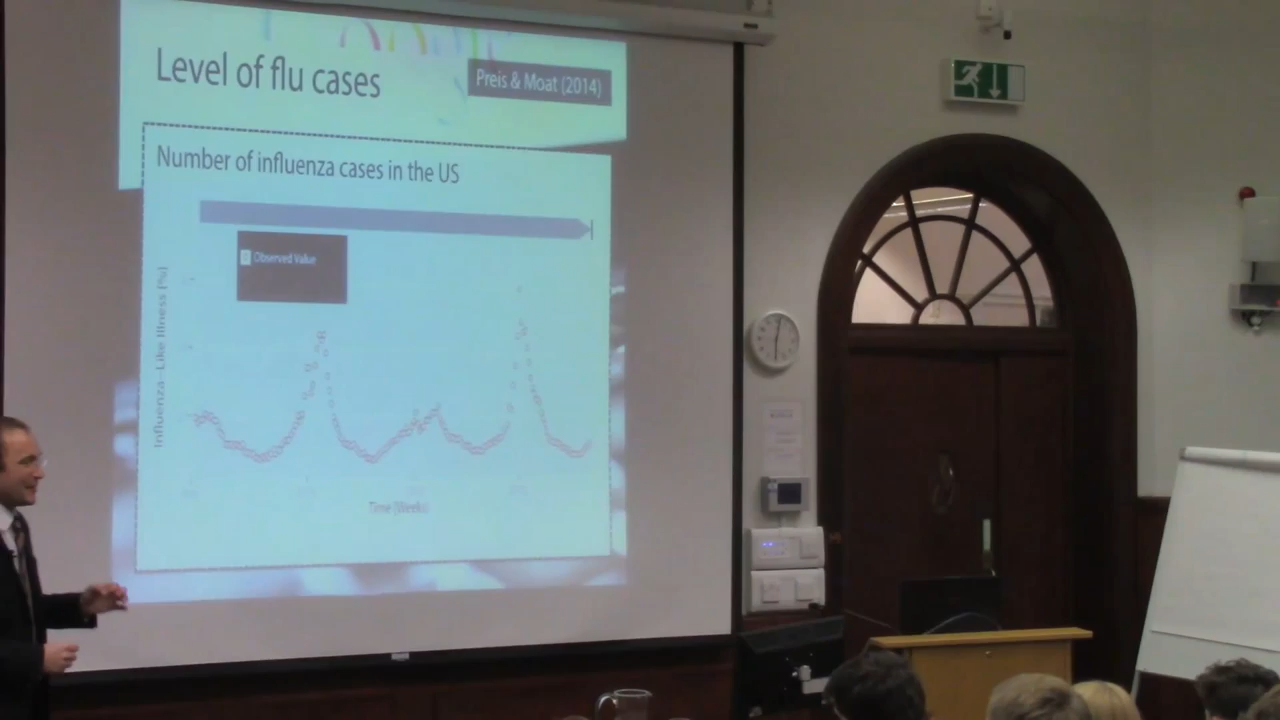 Level of flu cases
Preis & Moat (2014)
Number of influenza cases in the US
Observed Value
Influenza-Like Illness (%)
Time (Weeks)